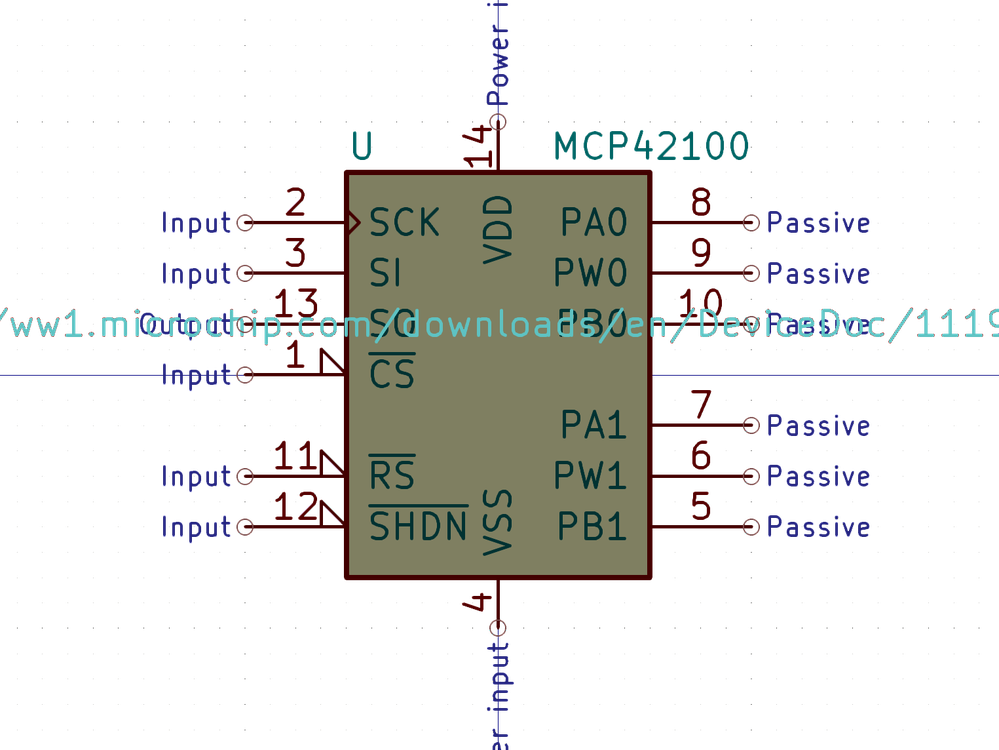 Power i
U
14
MCP42100
Input 2 SCK VDD PA0 8 Passive
Input 3 SI PW0 9 Passive
Output 13 SO PB0 10 Passive
/ww1.microchip.com/downloads/en/DeviceDoc/1119
Input 1 CS
PA1 7 Passive
Input 11 RS PW1 6 Passive
Input 12 SHDN VSS PB1 5 Passive
4
er input